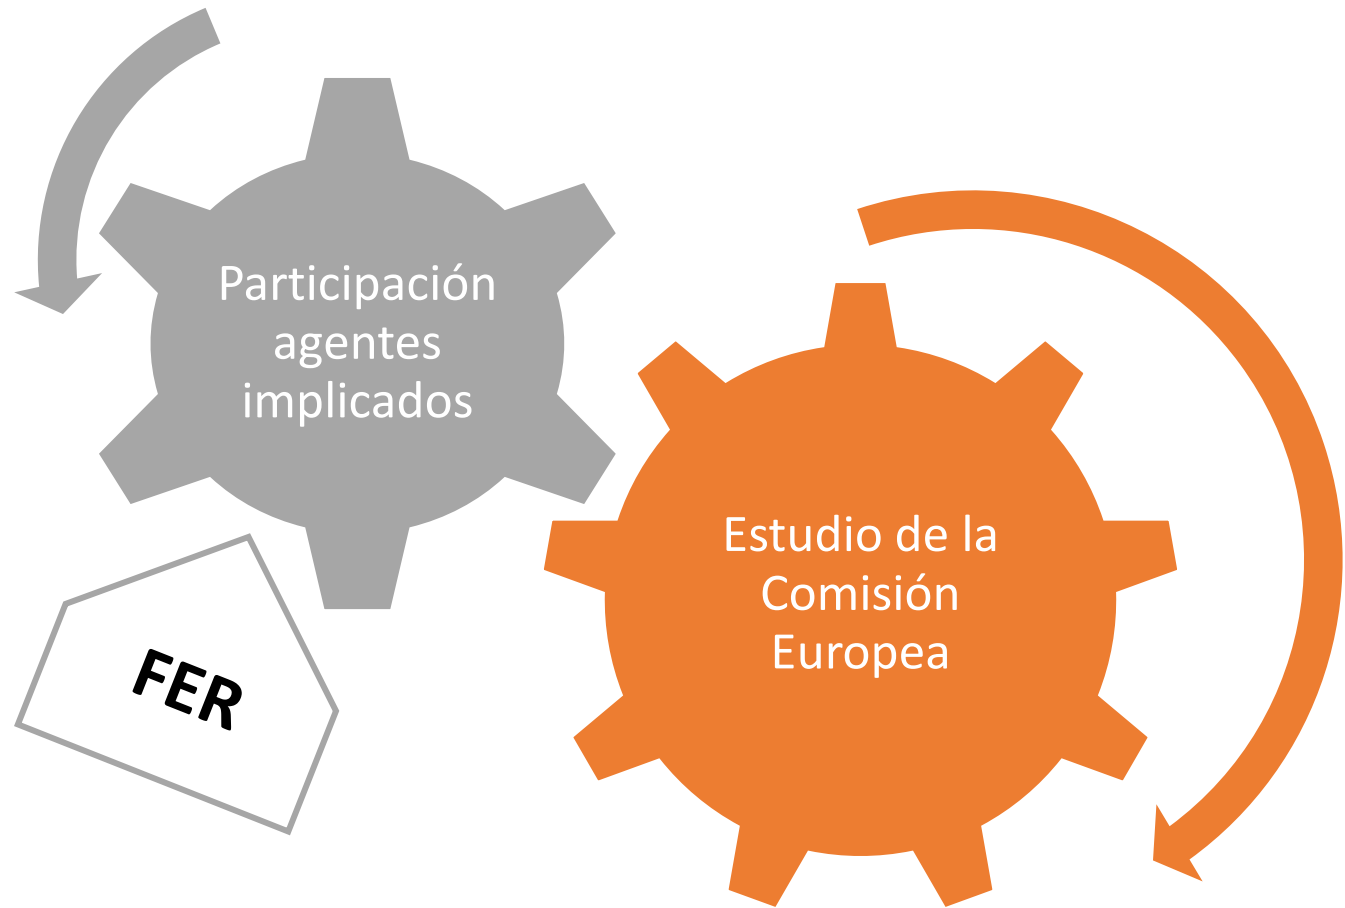 Participación
agentes
implicados
Estudio de la
Comisión
Europea
FER